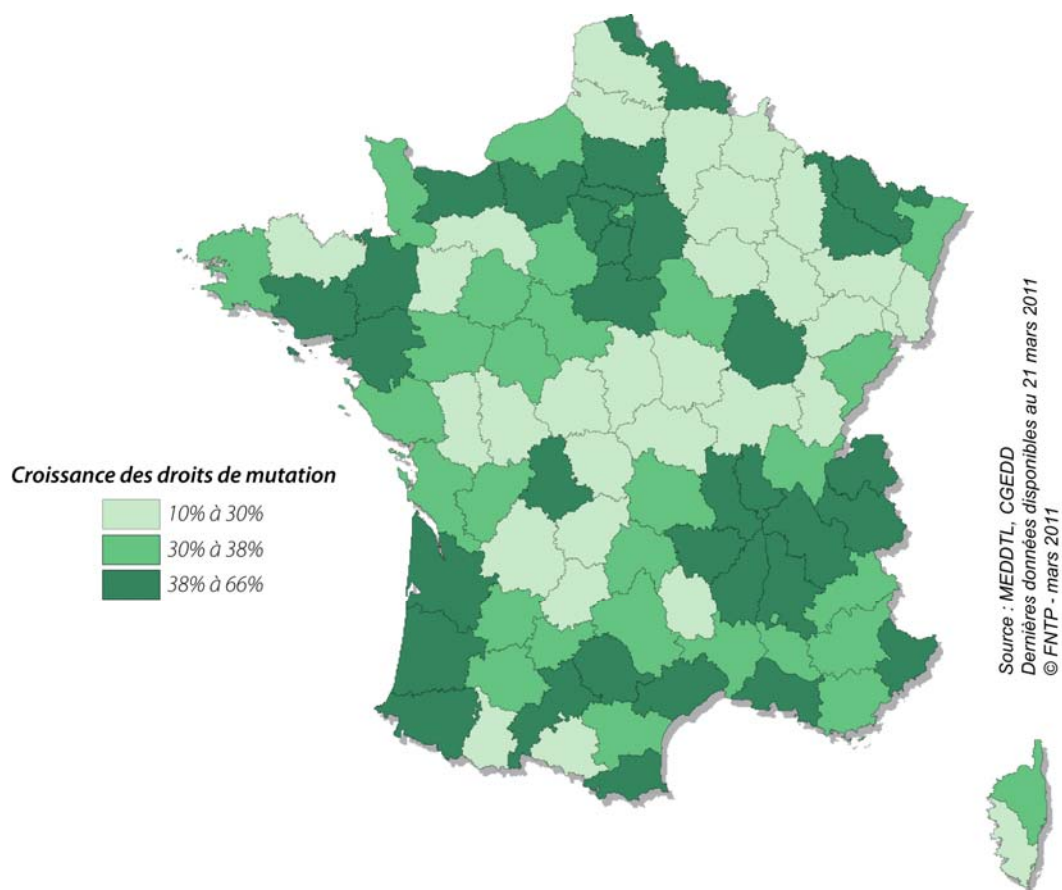 Croissance des droits de mutation
10% à 30%
30% à 38%
38% à 66%
Source : MEDDTL, CGEDD
Dernières données disponibles au 21 mars 2011
© FNTP - mars 2011